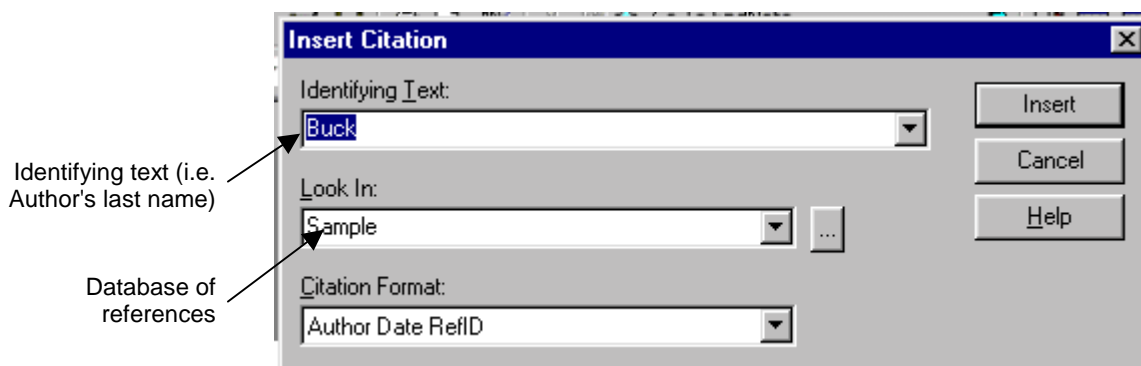 Insert Citation
Identifying Text:
Buck
Insert
Cancel
Help
Identifying text (i.e.
Author's last name)
Look In:
Sample
...
Database of
references
Citation Format:
Author Date RefID